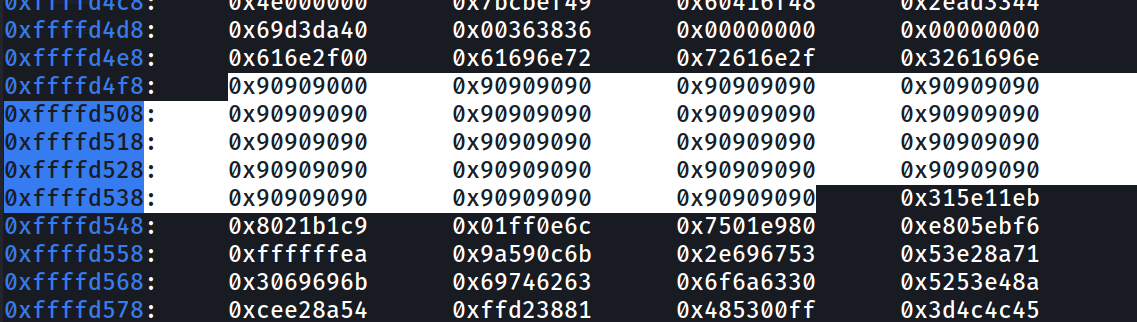 0xffffd4c8: 0x4e000000 0x7bcbef49 0x60416f48 0x2ead3344
0xffffd4d8: 0x69d3da40 0x00363836 0x00000000 0x00000000
0xffffd4e8: 0x616e2f00 0x61696e72 0x72616e2f 0x3261696e
0xffffd4f8: 0x90909000 0x90909090 0x90909090 0x90909090
0xffffd508: 0x90909090 0x90909090 0x90909090 0x90909090
0xffffd518: 0x90909090 0x90909090 0x90909090 0x90909090
0xffffd528: 0x90909090 0x90909090 0x90909090 0x90909090
0xffffd538: 0x90909090 0x90909090 0x90909090 0x315e11eb
0xffffd548: 0x8021b1c9 0x01ff0e6c 0x7501e980 0xe805ebf6
0xffffd558: 0xffffffea 0x9a590c6b 0x2e696753 0x53e28a71
0xffffd568: 0x3069696b 0x69746263 0x6f6a6330 0x5253e48a
0xffffd578: 0xcee28a54 0xffd23881 0x485300ff 0x3d4c4c45